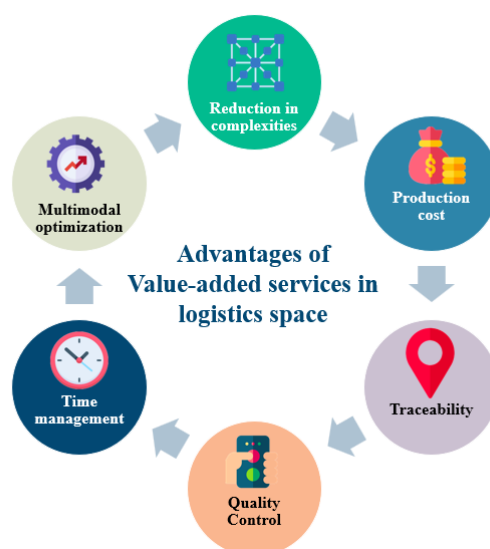 Reduction in
complexities
Production
cost
Traceability
Quality
Control
Time
management
Multimodal
optimization
Advantages of
Value-added services in
logistics space
$